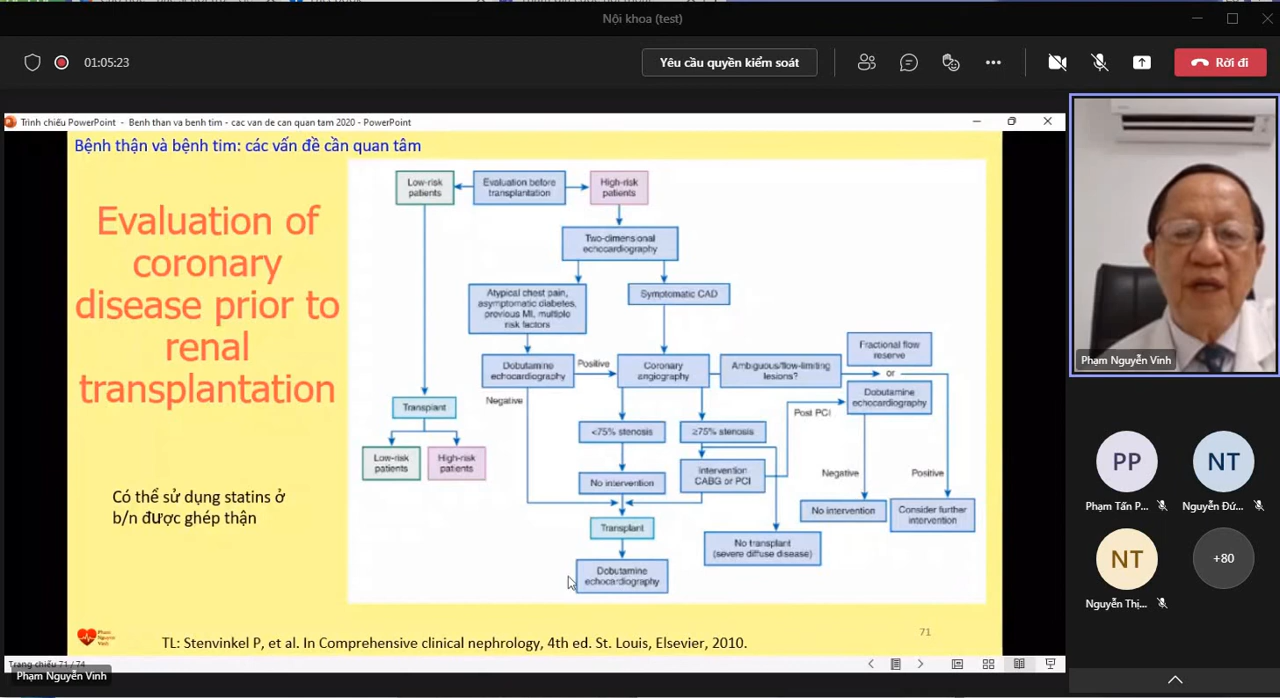 Nội khoa (test)
01:05:23
Yêu cầu quyền kiểm soát
Rời đi
Trình chiếu PowerPoint - Benh than va benh tim - cac van de can quan tam 2020 - PowerPoint
Bệnh thận và bệnh tim: các vấn đề cần quan tâm
Evaluation of
coronary
disease prior to
renal
transplantation
Có thể sử dụng statins ở
b/n được ghép thận
Low-risk
patients
Evaluation before
transplantation
High-risk
patients
Two-dimensional
echocardiography
Atypical chest pain,
asymptomatic diabetes,
previous MI, multiple
risk factors
Symptomatic CAD
Dobutamine
echocardiography
Positive
Coronary
angiography
Ambiguous/flow-limiting
lesions?
Fractional flow
reserve
or
Dobutamine
echocardiography
Negative
Post PCI
Transplant
Low-risk
patients
High-risk
patients
<75% stenosis
≥75% stenosis
No intervention
Intervention
CABG or PCI
Negative
Positive
No intervention
Consider further
intervention
Transplant
No transplant
(severe diffuse disease)
Dobutamine
echocardiography
71
Phạm
Nguyễn
Vinh
TL: Stenvinkel P, et al. In Comprehensive clinical nephrology, 4th ed. St. Louis, Elsevier, 2010.
Trang chiếu 71 / 74
Phạm Nguyễn Vinh
Phạm Nguyễn Vinh
PP
NT
Phạm Tấn P...
Nguyễn Đứ...
NT
+80
Nguyễn Thị...